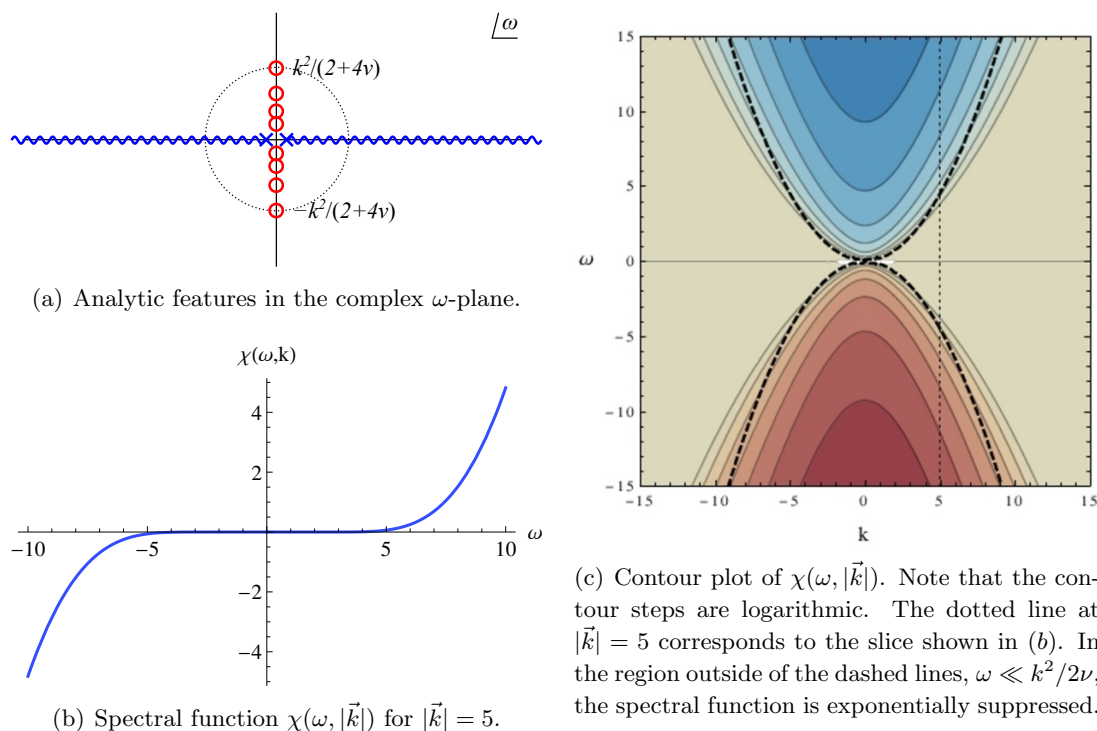 ω
k²/(2+4ν)
−k²/(2+4ν)
(a) Analytic features in the complex ω-plane.
χ(ω,k)
4
2
−10
−5
5
10
ω
−2
−4
(b) Spectral function χ(ω, |k⃗|) for |k⃗| = 5.
15
10
5
ω
0
−5
−10
−15
−15
−10
−5
0
5
10
15
k
(c) Contour plot of χ(ω, |k⃗|). Note that the con-
tour steps are logarithmic. The dotted line at
|k⃗| = 5 corresponds to the slice shown in (b). In
the region outside of the dashed lines, ω ≪ k²/2ν,
the spectral function is exponentially suppressed.